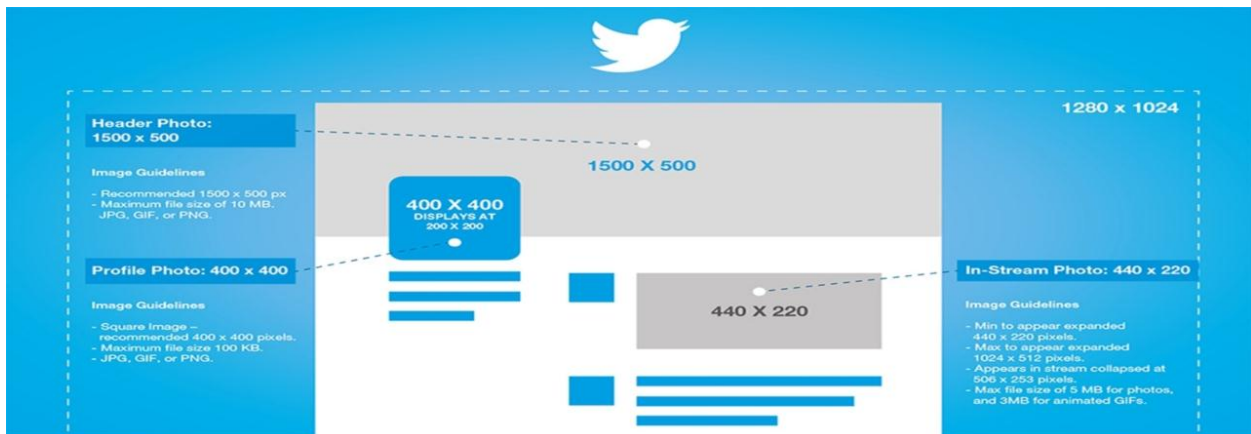 1280 x 1024
Header Photo:
1500 x 500
Image Guidelines
- Recommended 1500 x 500 px
- Maximum file size of 10 MB.
JPG, GIF, or PNG.
1500 X 500
400 X 400
DISPLAYS AT
200 X 200
Profile Photo: 400 x 400
Image Guidelines
- Square Image –
recommended 400 x 400 pixels.
- Maximum file size 100 KB.
- JPG, GIF, or PNG.
440 X 220
In-Stream Photo: 440 x 220
Image Guidelines
- Min to appear expanded
440 x 220 pixels.
- Max to appear expanded
1024 x 512 pixels.
- Appears in stream collapsed at
506 x 253 pixels.
- Max file size of 5 MB for photos,
and 3MB for animated GIFs.